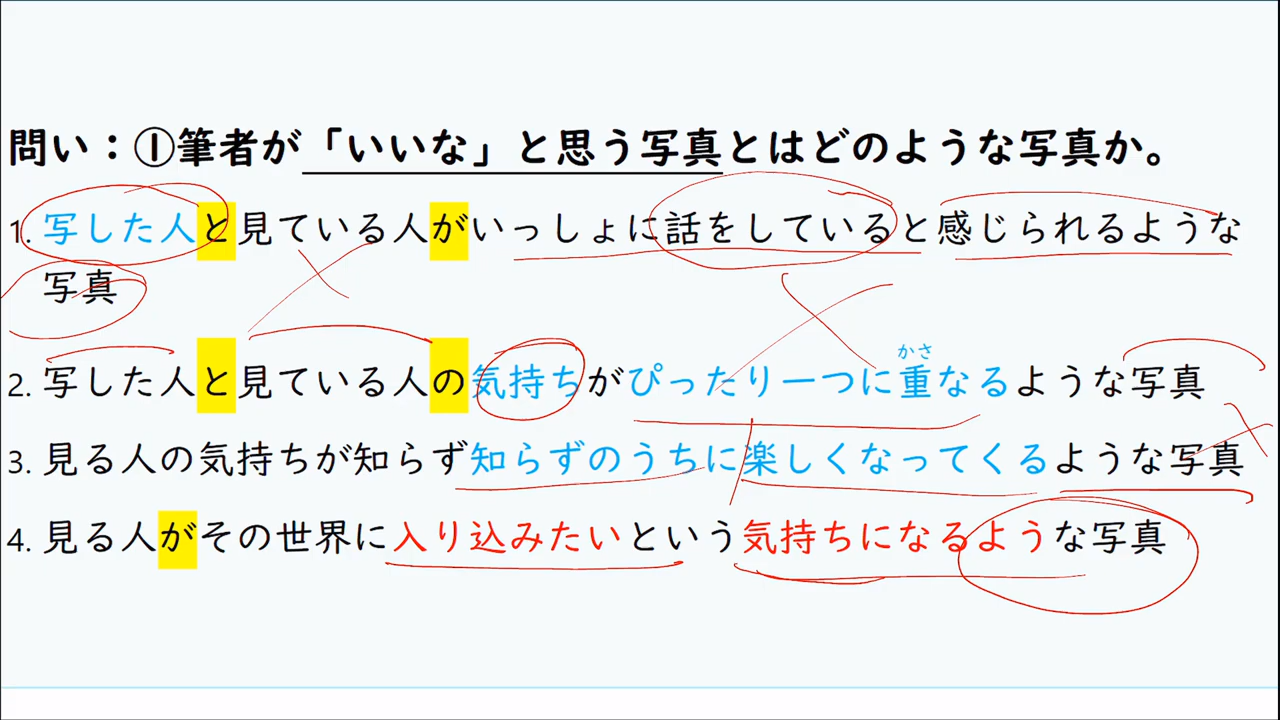 問い：①筆者が「いいな」と思う写真とはどのような写真か。
1. 写した人と見ている人がいっしょに話をしていると感じられるような
写真
かさ
2. 写した人と見ている人の気持ちがぴったり一つに重なるような写真
3. 見る人の気持ちが知らず知らずのうちに楽しくなってくるような写真
4. 見る人がその世界に入り込みたいという気持ちになるような写真